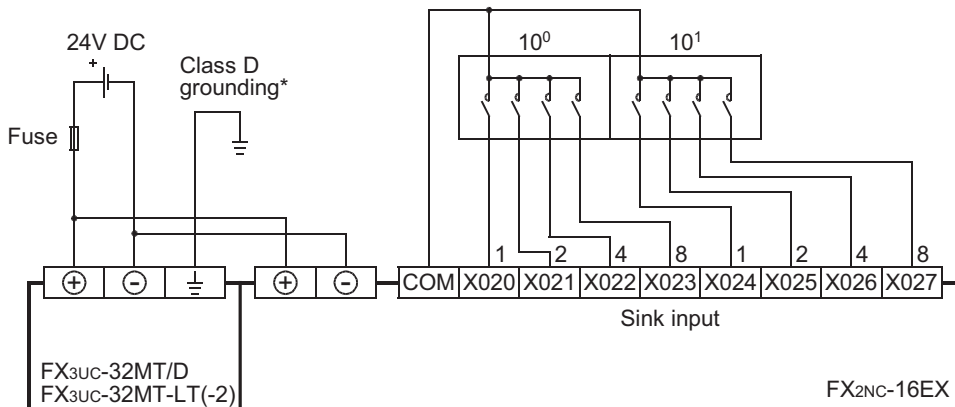 24V DC
+
Class D
grounding*
Fuse
10⁰ 10¹
1 2 4 8 1 2 4 8
+ - + - COM X020 X021 X022 X023 X024 X025 X026 X027
Sink input
FX3UC-32MT/D
FX3UC-32MT-LT(-2)
FX2NC-16EX